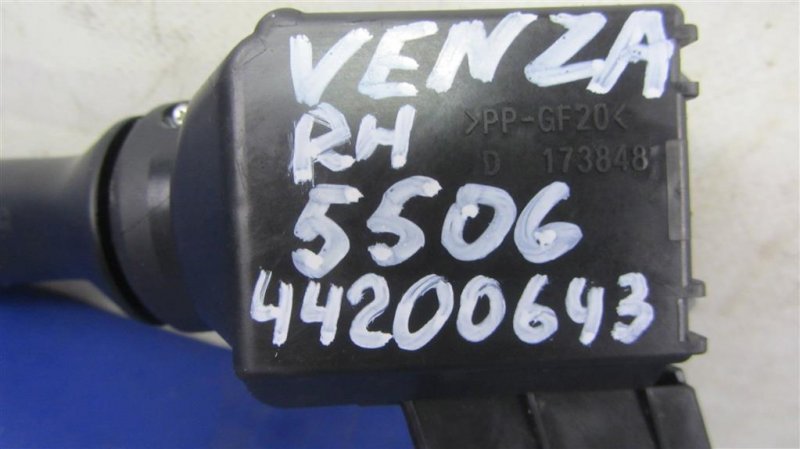 VENZA
>PP-GF20<
RH
D 173848
5506
44200643